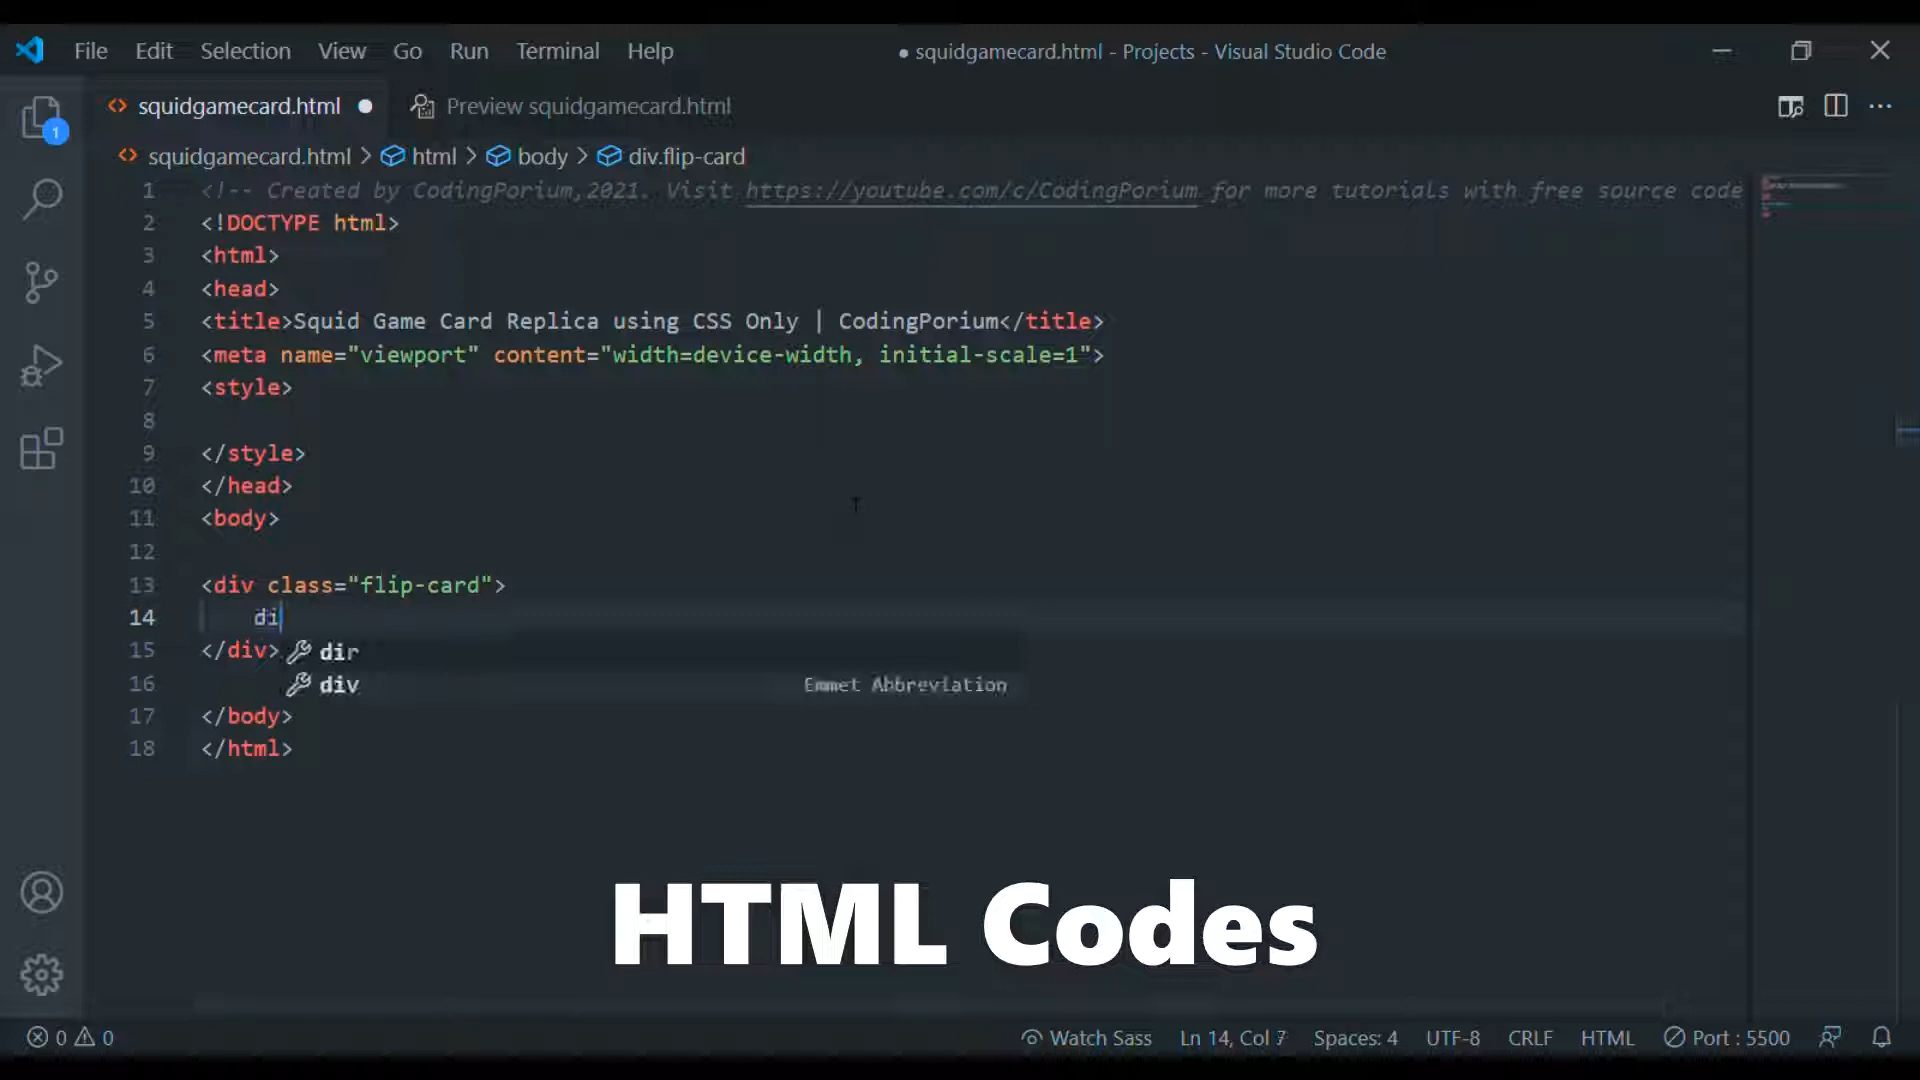 File Edit Selection View Go Run Terminal Help
● squidgamecard.html - Projects - Visual Studio Code
1
<> squidgamecard.html ●
Preview squidgamecard.html
<> squidgamecard.html > html > body > div.flip-card
1 <!-- Created by CodingPorium,2021. Visit https://youtube.com/c/CodingPorium for more tutorials with free source code
2 <!DOCTYPE html>
3 <html>
4 <head>
5 <title>Squid Game Card Replica using CSS Only | CodingPorium</title>
6 <meta name="viewport" content="width=device-width, initial-scale=1">
7 <style>
8
9 </style>
10 </head>
11 <body>
12
13 <div class="flip-card">
14     di
15 </div>
dir
16
div Emmet Abbreviation
17 </body>
18 </html>
HTML Codes
0 0
Watch Sass Ln 14, Col 7 Spaces: 4 UTF-8 CRLF HTML Port : 5500